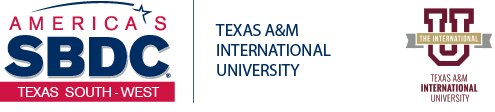 AMERICA'S
SBDC®
TEXAS SOUTH-WEST
TEXAS A&M
INTERNATIONAL
UNIVERSITY
U
THE INTERNATIONAL
TEXAS A&M
INTERNATIONAL
UNIVERSITY